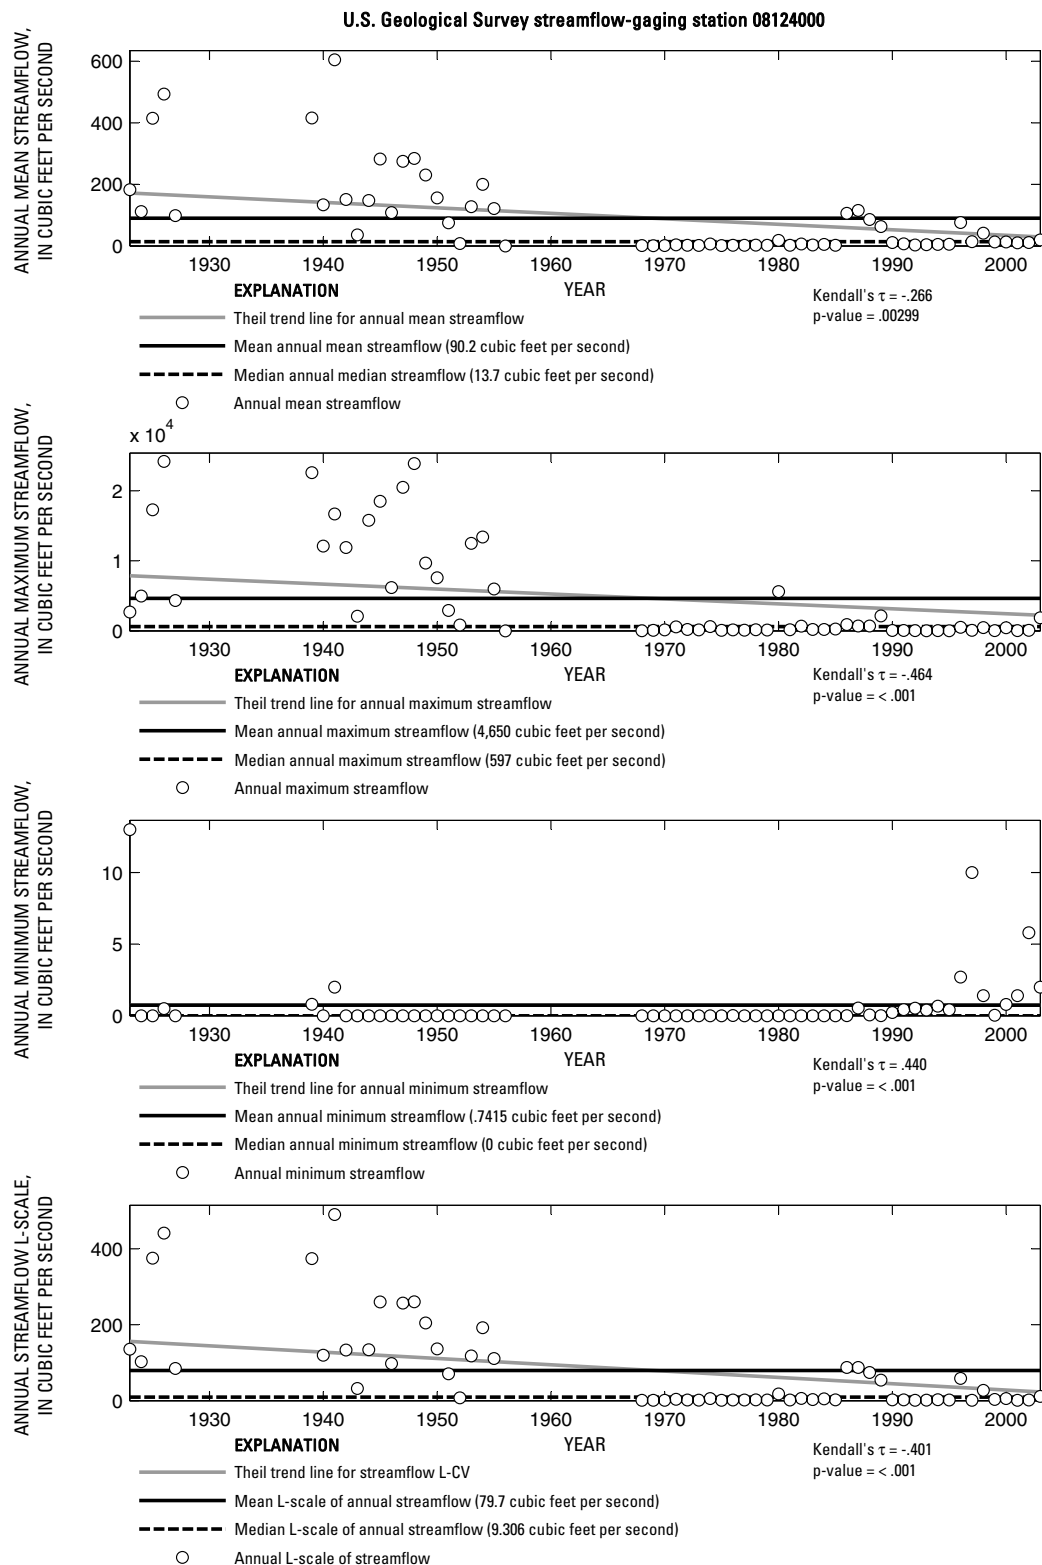 U.S. Geological Survey streamflow-gaging station 08124000
ANNUAL MEAN STREAMFLOW,
IN CUBIC FEET PER SECOND
600
400
200
0
1930 1940 1950 1960 1970 1980 1990 2000
YEAR
EXPLANATION
Theil trend line for annual mean streamflow
Mean annual mean streamflow (90.2 cubic feet per second)
Median annual median streamflow (13.7 cubic feet per second)
Annual mean streamflow
Kendall's τ = -.266
p-value = .00299
ANNUAL MAXIMUM STREAMFLOW,
IN CUBIC FEET PER SECOND
x 10^4
2
1
0
1930 1940 1950 1960 1970 1980 1990 2000
YEAR
EXPLANATION
Theil trend line for annual maximum streamflow
Mean annual maximum streamflow (4,650 cubic feet per second)
Median annual maximum streamflow (597 cubic feet per second)
Annual maximum streamflow
Kendall's τ = -.464
p-value = < .001
ANNUAL MINIMUM STREAMFLOW,
IN CUBIC FEET PER SECOND
10
5
0
1930 1940 1950 1960 1970 1980 1990 2000
YEAR
EXPLANATION
Theil trend line for annual minimum streamflow
Mean annual minimum streamflow (.7415 cubic feet per second)
Median annual minimum streamflow (0 cubic feet per second)
Annual minimum streamflow
Kendall's τ = .440
p-value = < .001
ANNUAL STREAMFLOW L-SCALE,
IN CUBIC FEET PER SECOND
400
200
0
1930 1940 1950 1960 1970 1980 1990 2000
YEAR
EXPLANATION
Theil trend line for streamflow L-CV
Mean L-scale of annual streamflow (79.7 cubic feet per second)
Median L-scale of annual streamflow (9.306 cubic feet per second)
Annual L-scale of streamflow
Kendall's τ = -.401
p-value = < .001